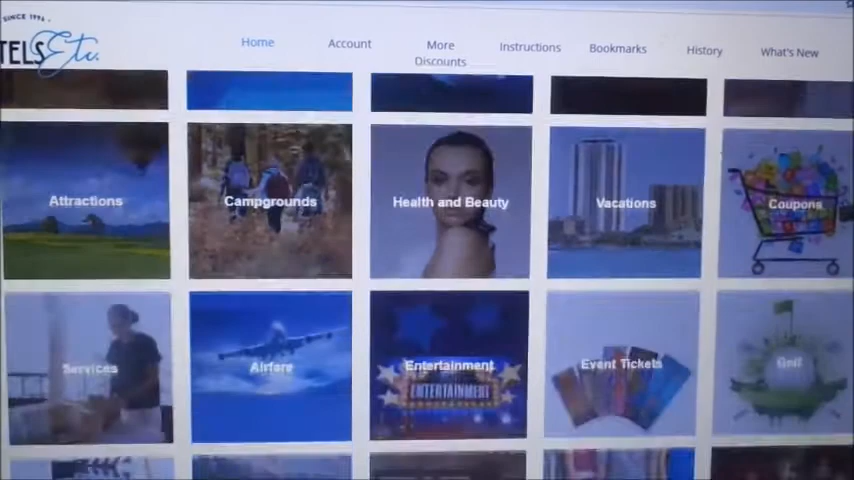 SINCE 1994
TELS Etc.
Home
Account
More
Discounts
Instructions
Bookmarks
History
What's New
Attractions
Campgrounds
Health and Beauty
Vacations
Coupons
Services
Airfare
Entertainment
ENTERTAINMENT
Event Tickets
Golf